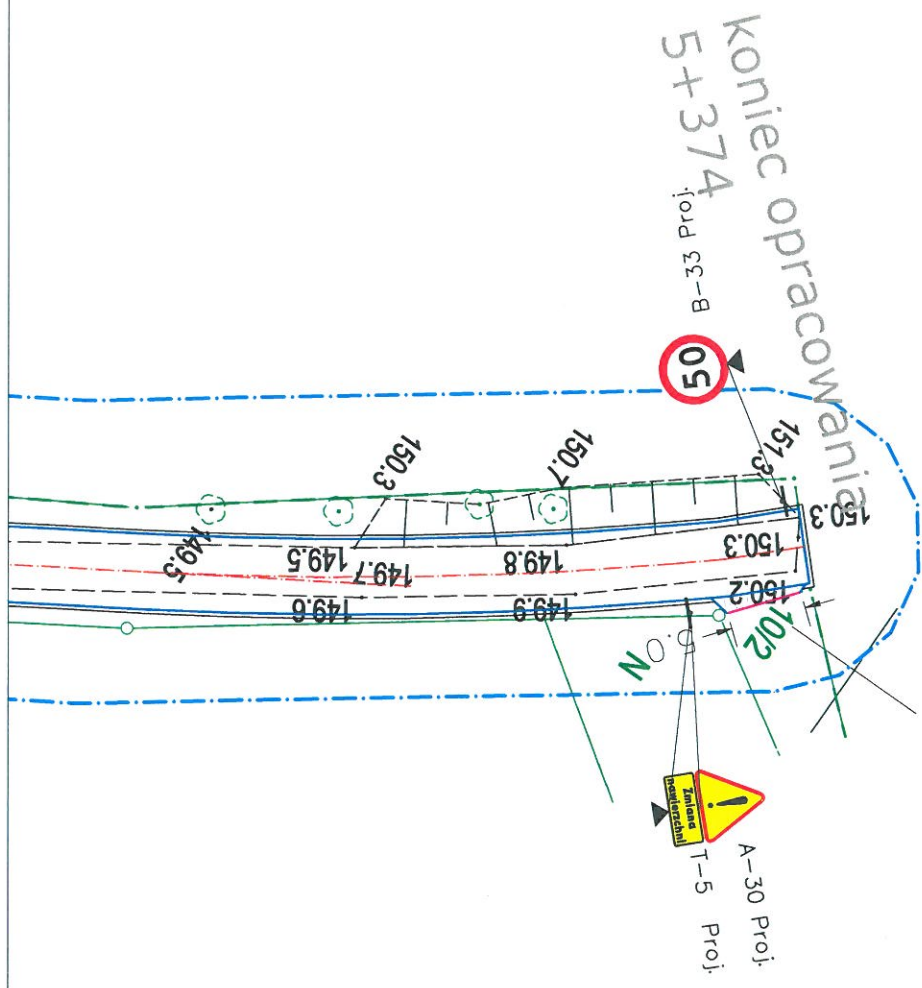 koniec opracowania
5+374
B-33 Proj.
50
150.3
150.7
151.3
150.3
149.5
149.5
149.7
149.8
150.3
149.6
149.9
150.2
10/2
5.0
N
Zmiana
nawierzchni
T-5 Proj.
A-30 Proj.